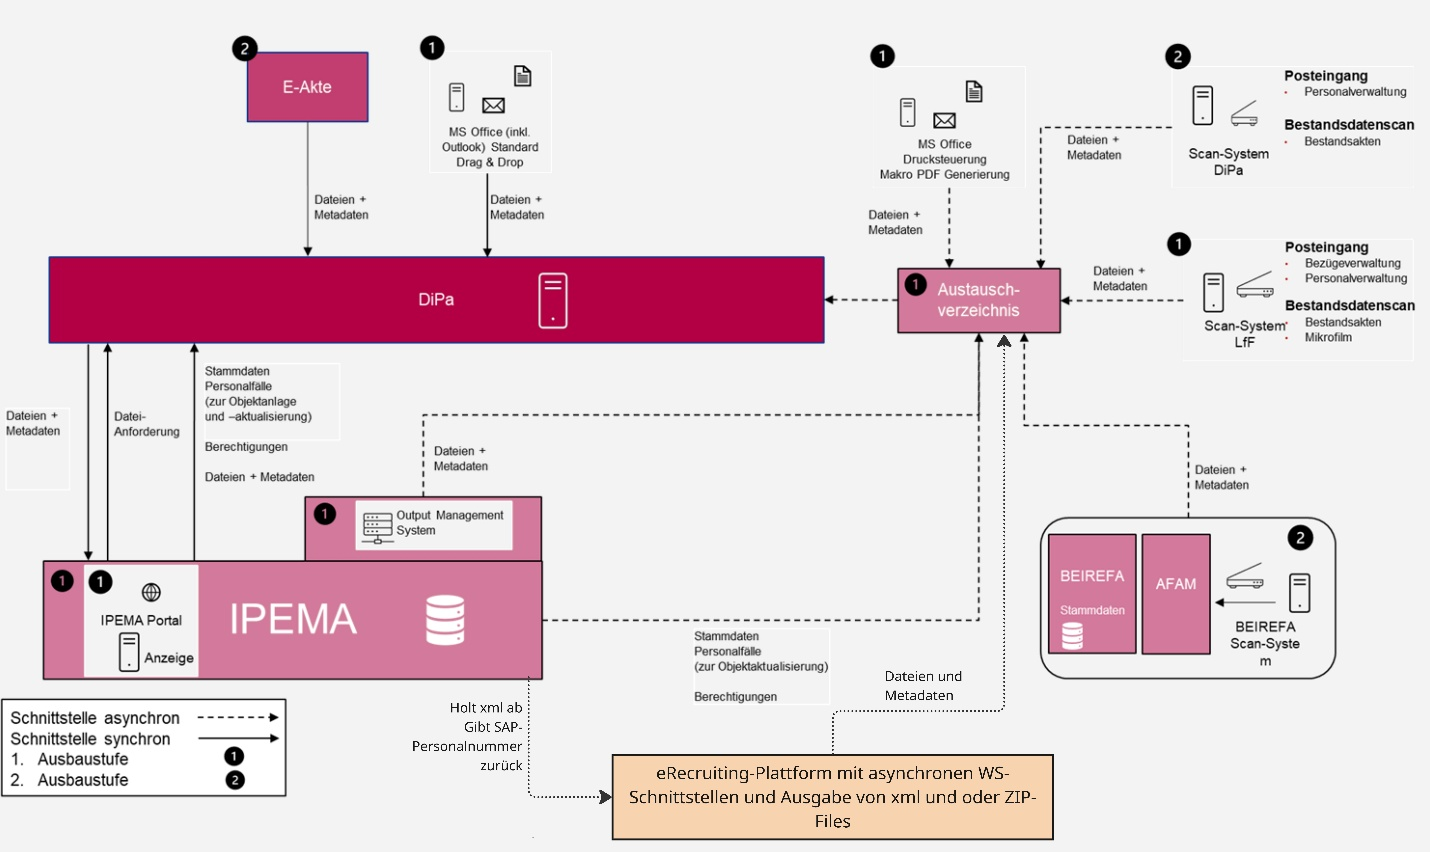 2
E-Akte
1
MS Office (inkl.
Outlook) Standard
Drag & Drop
1
MS Office
Drucksteuerung
Makro PDF Generierung
2
Scan-System
DiPa
Posteingang
• Personalverwaltung
Bestandsdatenscan
• Bestandsakten
Dateien +
Metadaten
Dateien +
Metadaten
Dateien +
Metadaten
Dateien +
Metadaten
1
Scan-System
LfF
Posteingang
• Bezügeverwaltung
• Personalverwaltung
Bestandsdatenscan
• Bestandsakten
• Mikrofilm
Dateien +
Metadaten
DiPa
1
Austausch-
verzeichnis
Dateien +
Metadaten
Datei-
Anforderung
Stammdaten
Personalfälle
(zur Objektanlage
und –aktualisierung)
Berechtigungen
Dateien + Metadaten
Dateien +
Metadaten
Dateien +
Metadaten
1
Output Management
System
1
1
IPEMA Portal
Anzeige
IPEMA
2
BEIREFA
Stammdaten
AFAM
BEIREFA
Scan-Syste
m
Stammdaten
Personalfälle
(zur Objektaktualisierung)
Berechtigungen
Dateien und
Metadaten
Holt xml ab
Gibt SAP-
Personalnummer
zurück
Schnittstelle asynchron
Schnittstelle synchron
1. Ausbaustufe 1
2. Ausbaustufe 2
eRecruiting-Plattform mit asynchronen WS-
Schnittstellen und Ausgabe von xml und oder ZIP-
Files